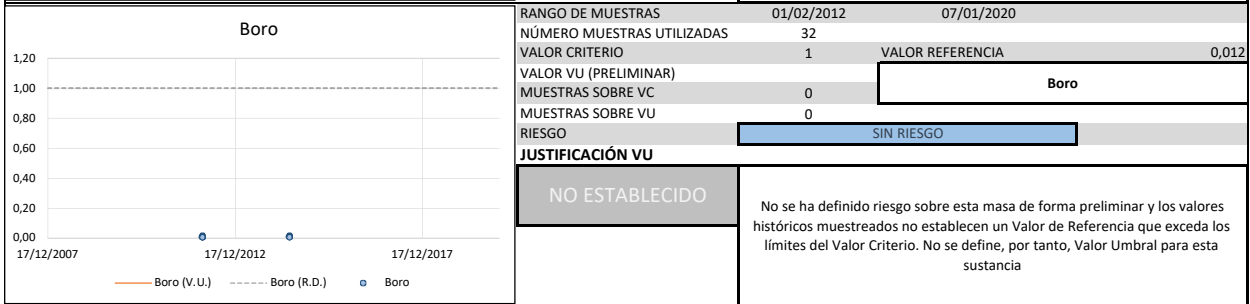 Boro
1,20
1,00
0,80
0,60
0,40
0,20
0,00
17/12/2007 17/12/2012 17/12/2017
Boro (V.U.) Boro (R.D.) Boro
RANGO DE MUESTRAS 01/02/2012 07/01/2020
NÚMERO MUESTRAS UTILIZADAS 32
VALOR CRITERIO 1 VALOR REFERENCIA 0,012
VALOR VU (PRELIMINAR)
Boro
MUESTRAS SOBRE VC 0
MUESTRAS SOBRE VU 0
RIESGO SIN RIESGO
JUSTIFICACIÓN VU
NO ESTABLECIDO
No se ha definido riesgo sobre esta masa de forma preliminar y los valores
históricos muestreados no establecen un Valor de Referencia que exceda los
límites del Valor Criterio. No se define, por tanto, Valor Umbral para esta
sustancia